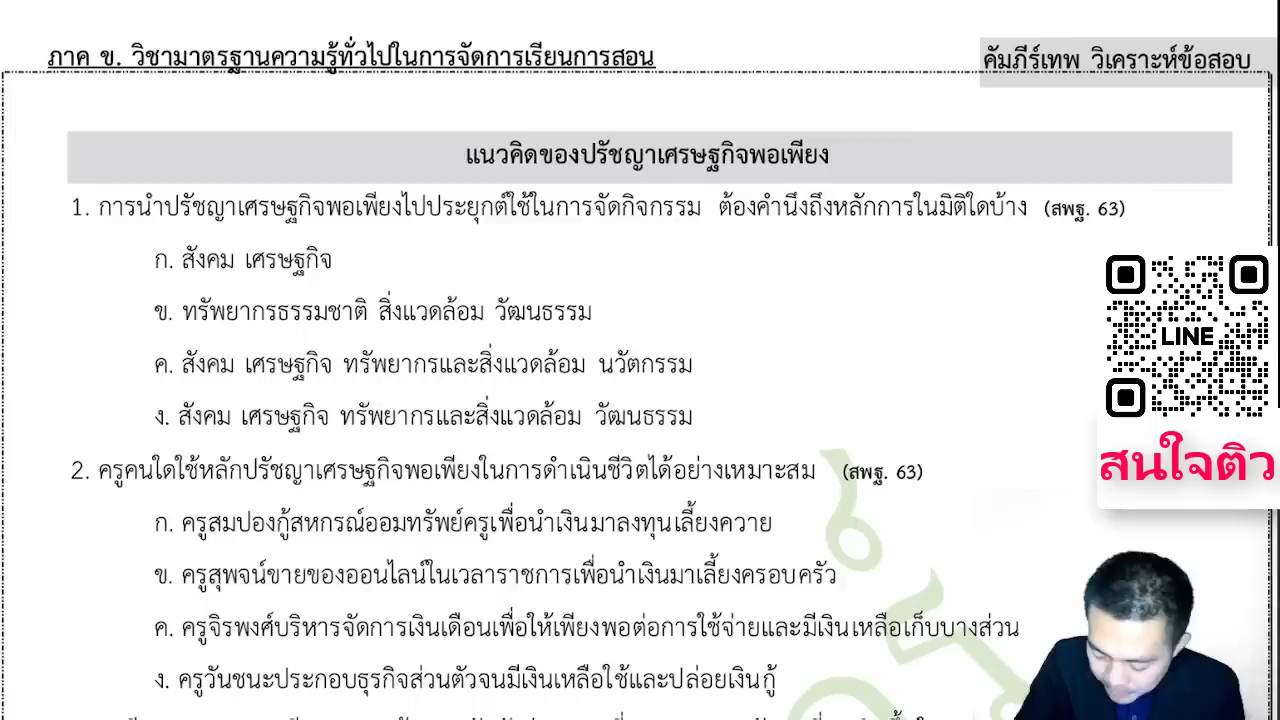 ภาค ข. วิชามาตรฐานความรู้ทั่วไปในการจัดการเรียนการสอน
คัมภีร์เทพ วิเคราะห์ข้อสอบ
แนวคิดของปรัชญาเศรษฐกิจพอเพียง
1. การนำปรัชญาเศรษฐกิจพอเพียงไปประยุกต์ใช้ในการจัดกิจกรรม ต้องคำนึงถึงหลักการในมิติใดบ้าง (สพฐ. 63)
ก. สังคม เศรษฐกิจ
ข. ทรัพยากรธรรมชาติ สิ่งแวดล้อม วัฒนธรรม
ค. สังคม เศรษฐกิจ ทรัพยากรและสิ่งแวดล้อม นวัตกรรม
ง. สังคม เศรษฐกิจ ทรัพยากรและสิ่งแวดล้อม วัฒนธรรม
LINE
สนใจติว
2. ครูคนใดใช้หลักปรัชญาเศรษฐกิจพอเพียงในการดำเนินชีวิตได้อย่างเหมาะสม (สพฐ. 63)
ก. ครูสมปองกู้สหกรณ์ออมทรัพย์ครูเพื่อนำเงินมาลงทุนเลี้ยงควาย
ข. ครูสุพจน์ขายของออนไลน์ในเวลาราชการเพื่อนำเงินมาเลี้ยงครอบครัว
ค. ครูจิรพงศ์บริหารจัดการเงินเดือนเพื่อให้เพียงพอต่อการใช้จ่ายและมีเงินเหลือเก็บบางส่วน
ง. ครูวันชนะประกอบธุรกิจส่วนตัวจนมีเงินเหลือใช้และปล่อยเงินกู้